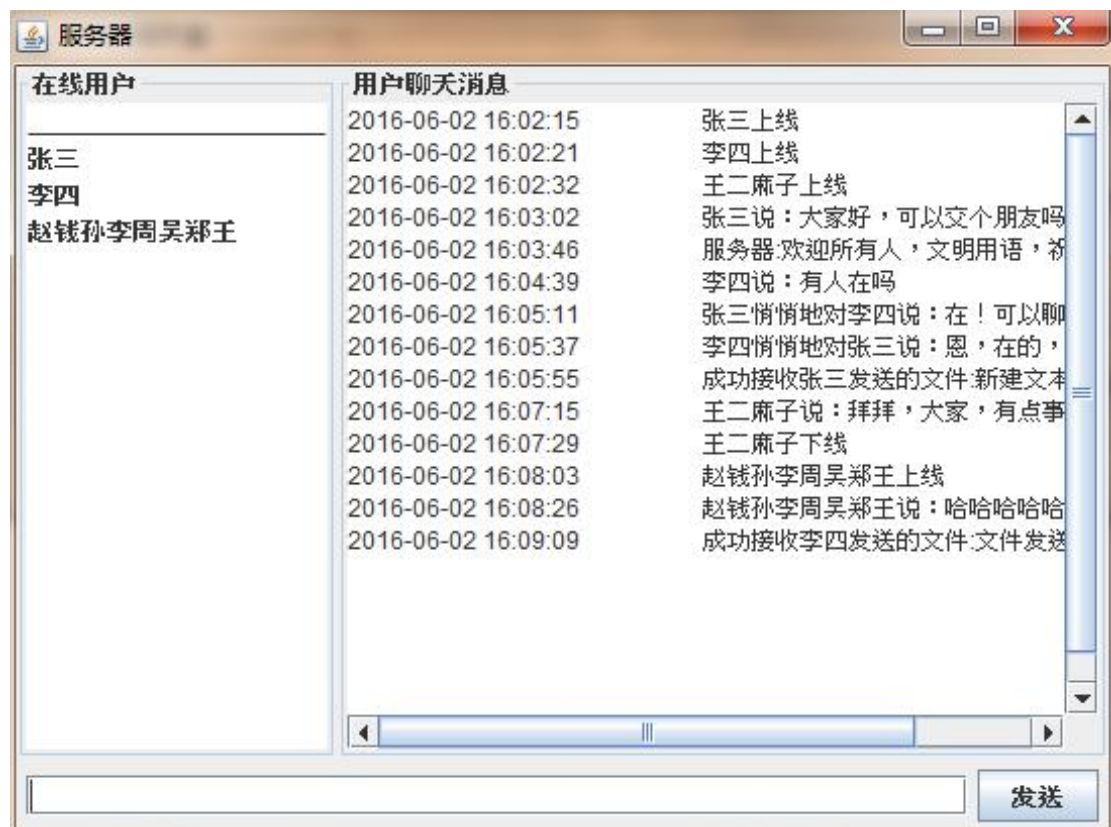 服务器
在线用户
张三
李四
赵钱孙李周吴郑王
用户聊天消息
2016-06-02 16:02:15 张三上线
2016-06-02 16:02:21 李四上线
2016-06-02 16:02:32 王二麻子上线
2016-06-02 16:03:02 张三说：大家好，可以交个朋友吗
2016-06-02 16:03:46 服务器:欢迎所有人，文明用语，祝
2016-06-02 16:04:39 李四说：有人在吗
2016-06-02 16:05:11 张三悄悄地对李四说：在！可以聊
2016-06-02 16:05:37 李四悄悄地对张三说：恩，在的，
2016-06-02 16:05:55 成功接收张三发送的文件:新建文本
2016-06-02 16:07:15 王二麻子说：拜拜，大家，有点事
2016-06-02 16:07:29 王二麻子下线
2016-06-02 16:08:03 赵钱孙李周吴郑王上线
2016-06-02 16:08:26 赵钱孙李周吴郑王说：哈哈哈哈哈
2016-06-02 16:09:09 成功接收李四发送的文件:文件发送
发送